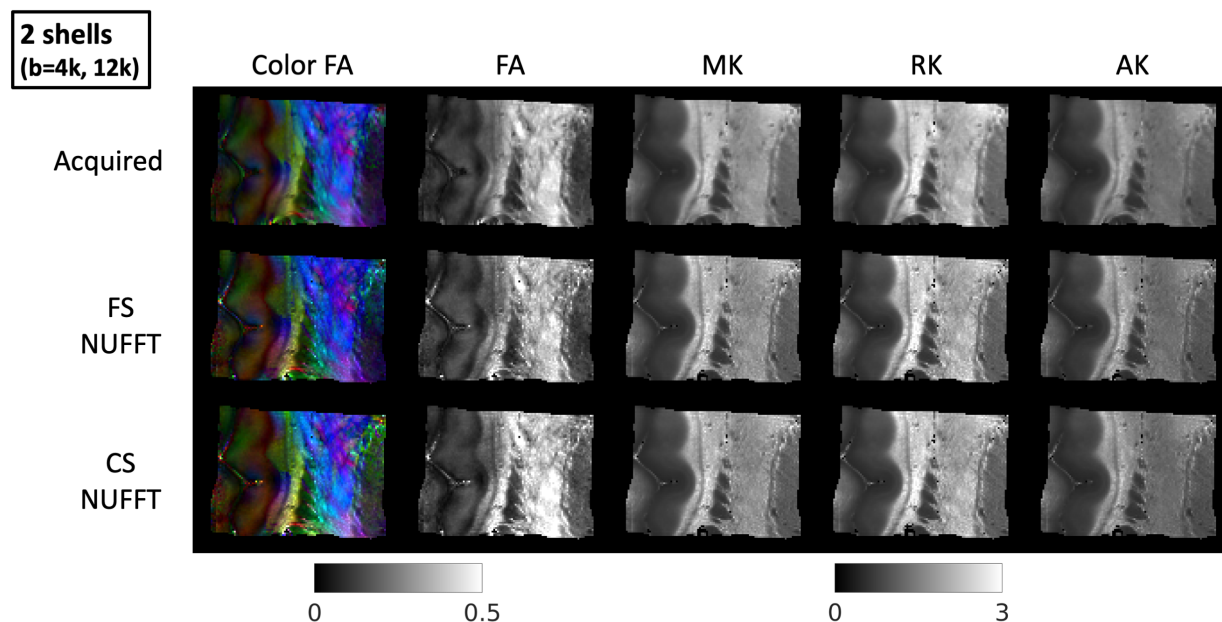 2 shells
(b=4k, 12k)
Color FA FA MK RK AK
Acquired
FS
NUFFT
CS
NUFFT
0 0.5 0 3